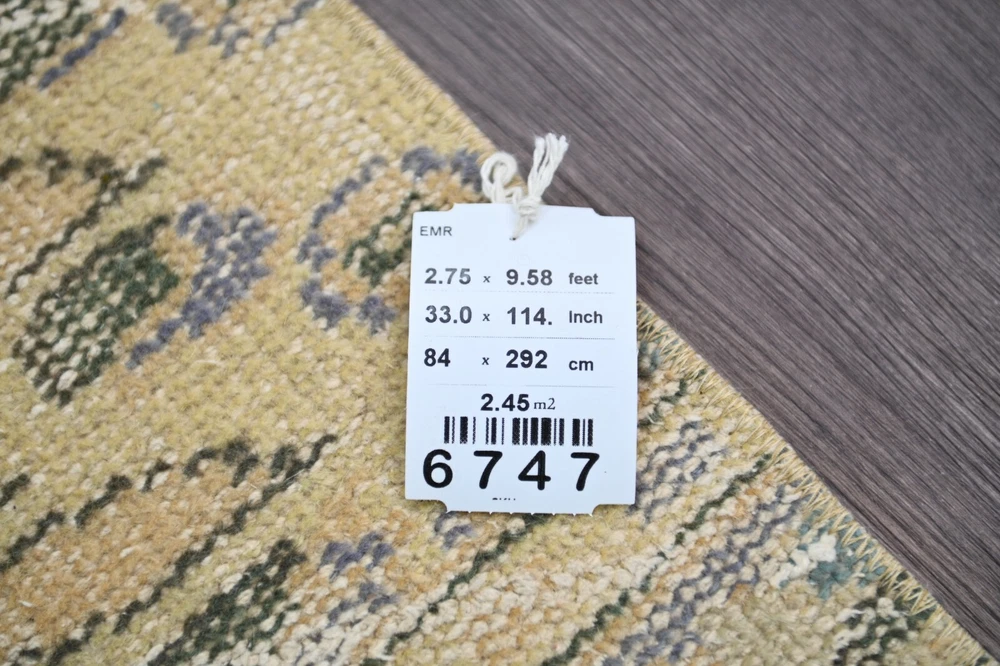 EMR
2.75 x 9.58 feet
33.0 x 114. Inch
84 x 292 cm
2.45 m2
6747